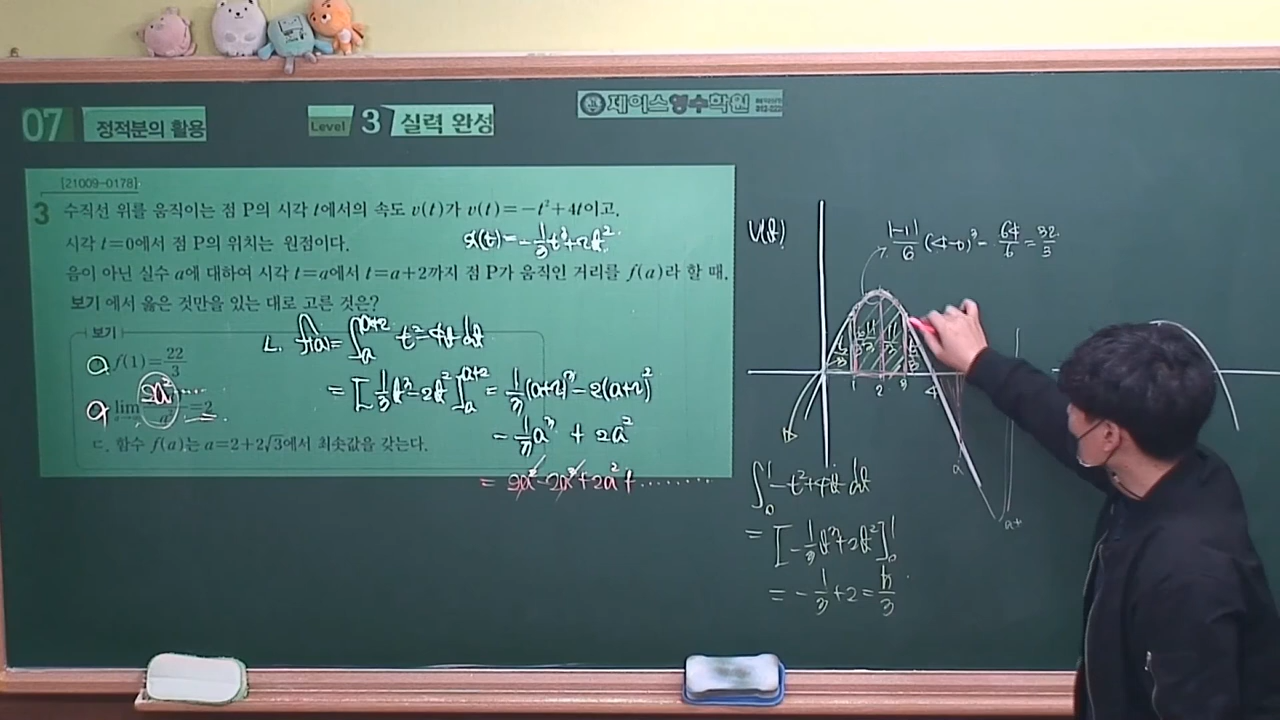 07 정적분의 활용
Level 3 실력 완성
제이스영수학원
[21009-0178]
3 수직선 위를 움직이는 점 P의 시각 t에서의 속도 v(t)가 v(t)=-t²+4t이고,
시각 t=0에서 점 P의 위치는 원점이다.
x(t)=-1/3t³+2t²
음이 아닌 실수 a에 대하여 시각 t=a에서 t=a+2까지 점 P가 움직인 거리를 f(a)라 할 때,
보기 에서 옳은 것만을 있는 대로 고른 것은?
보기
f(1)=22/3
2a²......
lim a² =2
ㄷ. 함수 f(a)는 a=2+2√3에서 최솟값을 갖는다.
ㄴ. f(a)=∫ₐᵃ⁺² t²-4t dt
=[1/3t³-2t²]ₐᵃ⁺² = 1/3(a+2)³-2(a+2)²
-1/3a³+2a²
= 2a²-2a²+2a²+........
V(t)
|-1|/6 (4-0)³ = 64/6 = 32/3
1 2 3 4
a
∫₀¹ -t²+4t dt
=[-1/3t³+2t²]₀¹
=-1/3+2=5/3